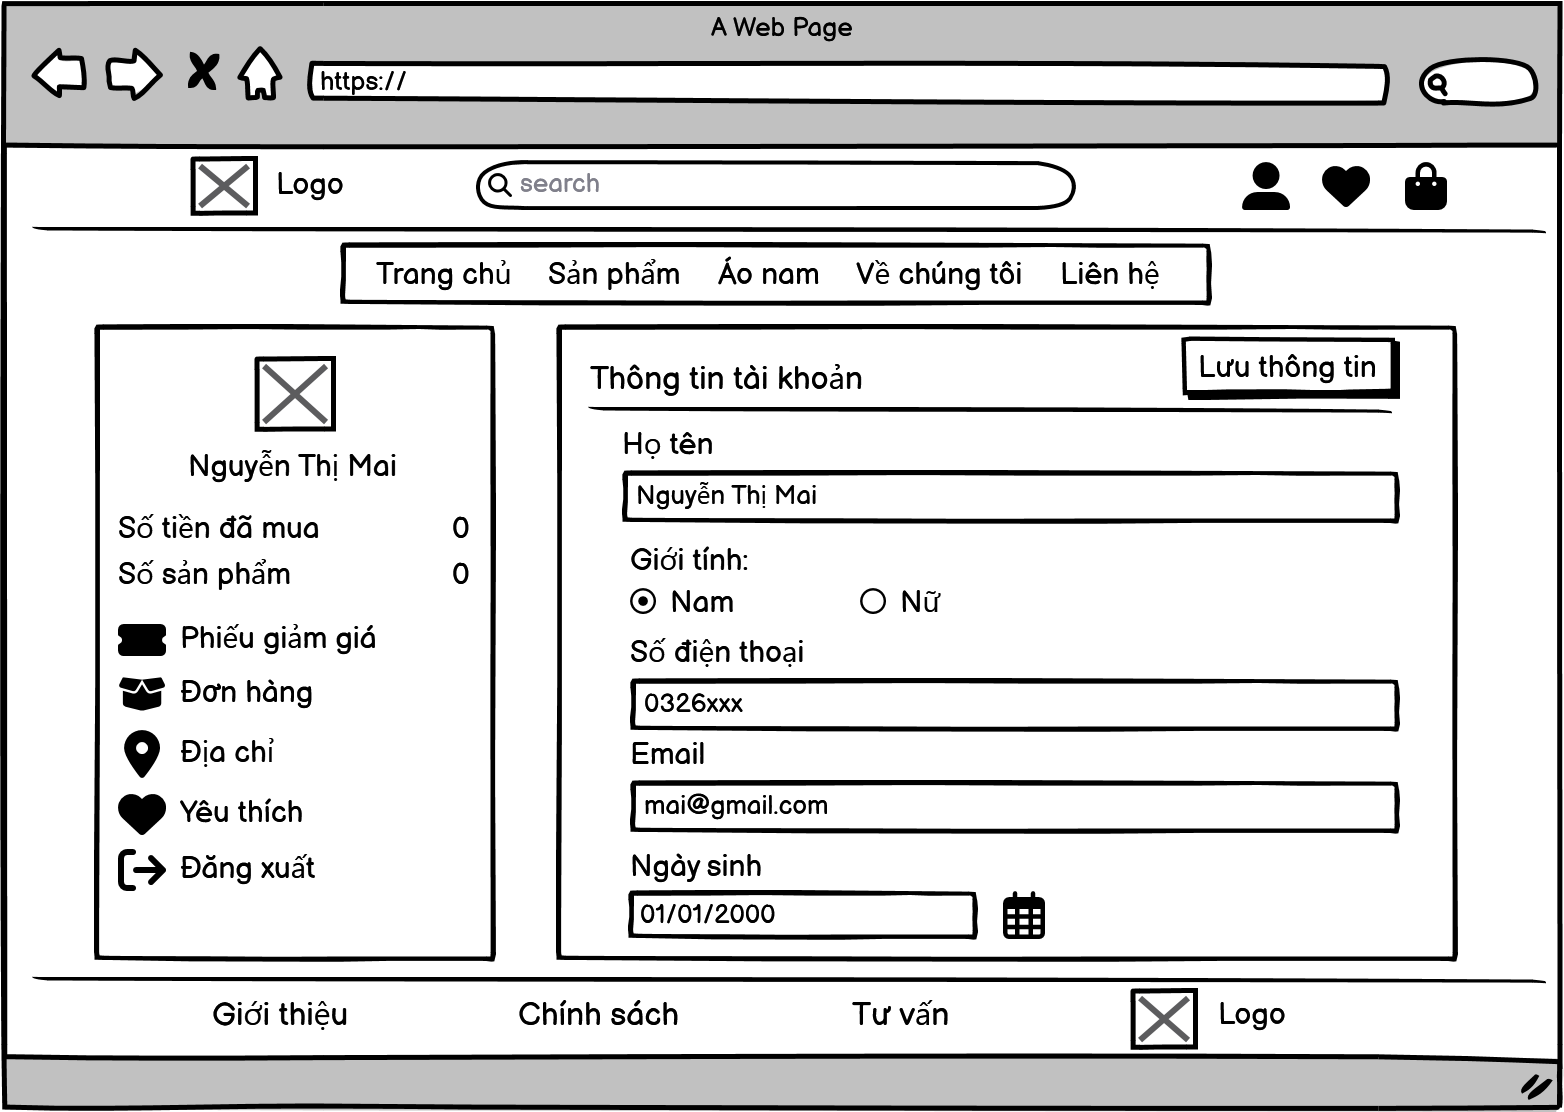 A Web Page
https://
Logo
search
Trang chủ Sản phẩm Áo nam Về chúng tôi Liên hệ
Nguyễn Thị Mai
Số tiền đã mua 0
Số sản phẩm 0
Phiếu giảm giá
Đơn hàng
Địa chỉ
Yêu thích
Đăng xuất
Thông tin tài khoản
Lưu thông tin
Họ tên
Nguyễn Thị Mai
Giới tính:
Nam Nữ
Số điện thoại
0326xxx
Email
mai@gmail.com
Ngày sinh
01/01/2000
Giới thiệu Chính sách Tư vấn Logo